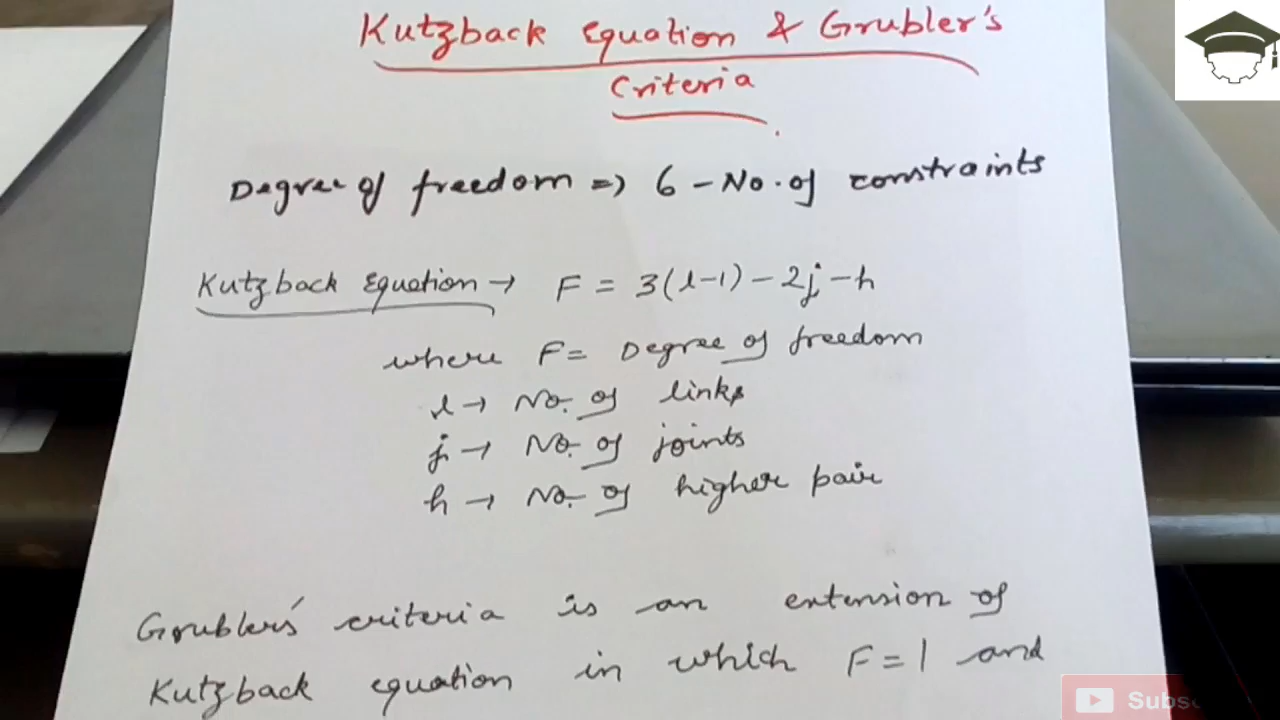 Kutzback Equation & Grubler's
Criteria
Degree of freedom => 6 - No. of constraints
Kutzback Equation → F = 3(l-1) - 2j - h
where F = Degree of freedom
l → No. of links
j → No. of joints
h → No. of higher pair
Grubler's criteria is an extension of
Kutzback equation in which F = 1 and